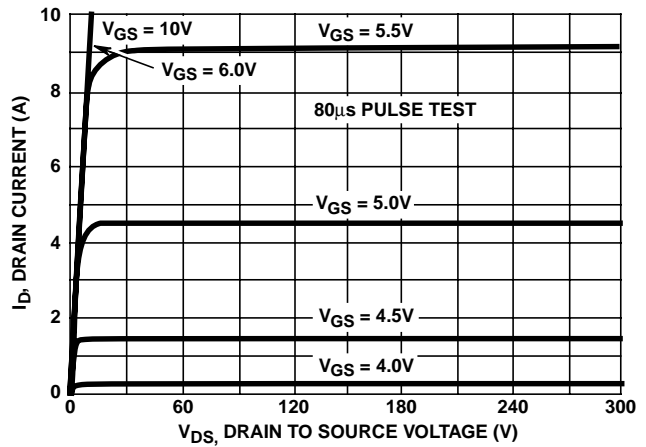 10
VGS = 10V
VGS = 5.5V
VGS = 6.0V
8
80µs PULSE TEST
6
VGS = 5.0V
4
2
VGS = 4.5V
VGS = 4.0V
0
0 60 120 180 240 300
ID, DRAIN CURRENT (A)
VDS, DRAIN TO SOURCE VOLTAGE (V)